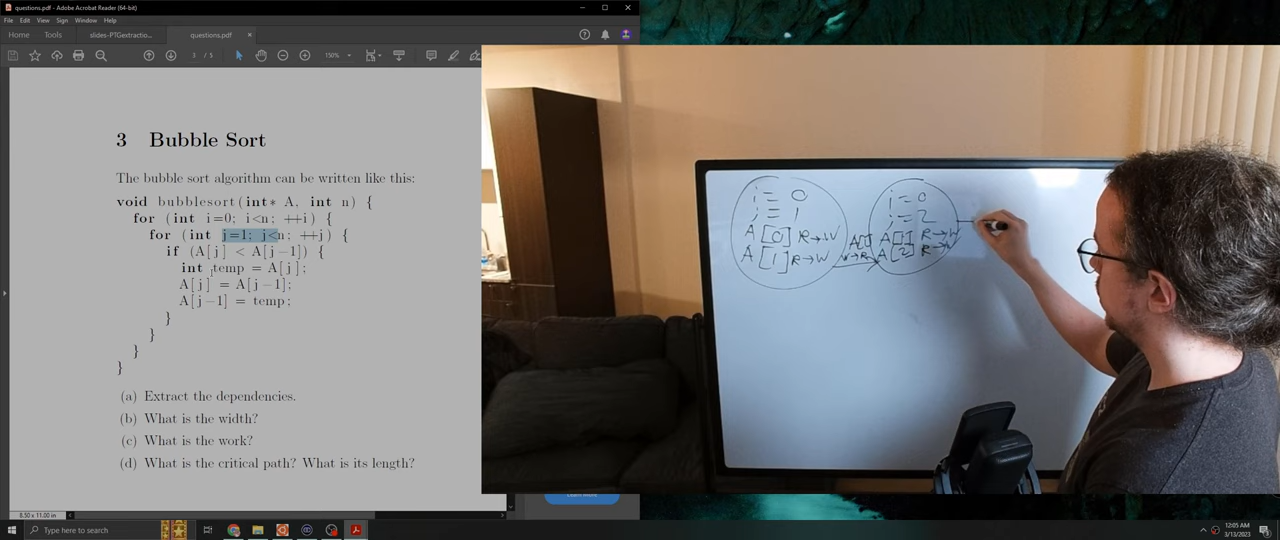 questions.pdf - Adobe Acrobat Reader (64-bit)
File Edit View Sign Window Help
Home Tools slides-PTGextractio... questions.pdf ×
3 / 5 150%
3 Bubble Sort
The bubble sort algorithm can be written like this:
void bubblesort(int* A, int n) {
for (int i=0; i<n; ++i) {
for (int j=1; j<n; ++j) {
if (A[j] < A[j-1]) {
int temp = A[j];
A[j] = A[j-1];
A[j-1] = temp;
}
}
}
}
(a) Extract the dependencies.
(b) What is the width?
(c) What is the work?
(d) What is the critical path? What is its length?
8.50 x 11.00 in
Learn More
Type here to search
12:05 AM
3/13/2023
i = 0
j = 1
A [0] R→W
A [1] R→W
i = 0
j = 2
A[1] R→W
A[2] R→W
A[1]
W→R